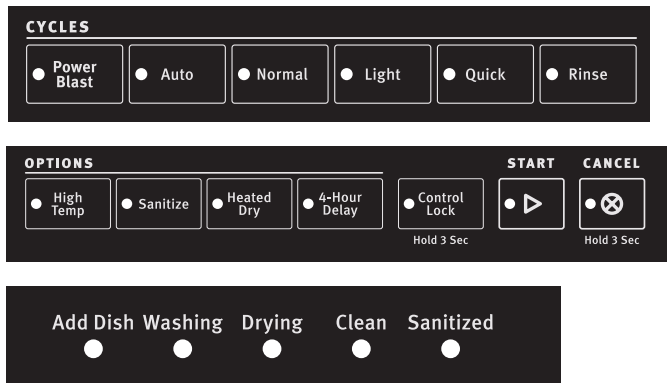 CYCLES
Power Blast
Auto
Normal
Light
Quick
Rinse
OPTIONS
START
CANCEL
High Temp
Sanitize
Heated Dry
4-Hour Delay
Control Lock
Hold 3 Sec
Hold 3 Sec
Add Dish Washing Drying Clean Sanitized